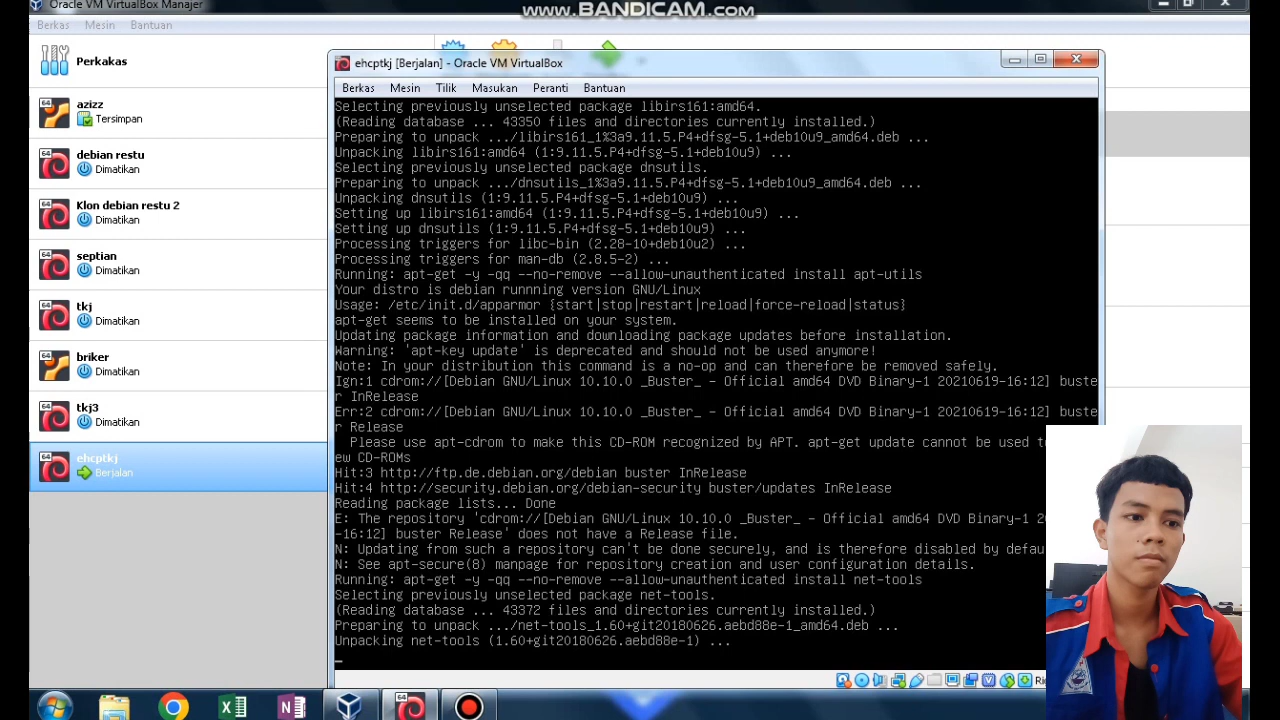 Oracle VM VirtualBox Manajer
www.BANDICAM.com
Berkas Mesin Bantuan
Perkakas
azizz
Tersimpan
debian restu
Dimatikan
Klon debian restu 2
Dimatikan
septian
Dimatikan
tkj
Dimatikan
briker
Dimatikan
tkj3
Dimatikan
ehcptkj
Berjalan
ehcptkj [Berjalan] - Oracle VM VirtualBox
Berkas Mesin Tilik Masukan Peranti Bantuan
Selecting previously unselected package libirs161:amd64.
(Reading database ... 43350 files and directories currently installed.)
Preparing to unpack .../libirs161_1%3a9.11.5.P4+dfsg-5.1+deb10u9_amd64.deb ...
Unpacking libirs161:amd64 (1:9.11.5.P4+dfsg-5.1+deb10u9) ...
Selecting previously unselected package dnsutils.
Preparing to unpack .../dnsutils_1%3a9.11.5.P4+dfsg-5.1+deb10u9_amd64.deb ...
Unpacking dnsutils (1:9.11.5.P4+dfsg-5.1+deb10u9) ...
Setting up libirs161:amd64 (1:9.11.5.P4+dfsg-5.1+deb10u9) ...
Setting up dnsutils (1:9.11.5.P4+dfsg-5.1+deb10u9) ...
Processing triggers for libc-bin (2.28-10+deb10u2) ...
Processing triggers for man-db (2.8.5-2) ...
Running: apt-get -y -qq --no-remove --allow-unauthenticated install apt-utils
Your distro is debian runnning version GNU/Linux
Usage: /etc/init.d/apparmor {start|stop|restart|reload|force-reload|status}
apt-get seems to be installed on your system.
Updating package information and downloading package updates before installation.
Warning: 'apt-key update' is deprecated and should not be used anymore!
Note: In your distribution this command is a no-op and can therefore be removed safely.
Ign:1 cdrom://[Debian GNU/Linux 10.10.0 _Buster_ - Official amd64 DVD Binary-1 20210619-16:12] buste
r InRelease
Err:2 cdrom://[Debian GNU/Linux 10.10.0 _Buster_ - Official amd64 DVD Binary-1 20210619-16:12] buste
r Release
Please use apt-cdrom to make this CD-ROM recognized by APT. apt-get update cannot be used t
ew CD-ROMs
Hit:3 http://ftp.de.debian.org/debian buster InRelease
Hit:4 http://security.debian.org/debian-security buster/updates InRelease
Reading package lists... Done
E: The repository 'cdrom://[Debian GNU/Linux 10.10.0 _Buster_ - Official amd64 DVD Binary-1 2
-16:12] buster Release' does not have a Release file.
N: Updating from such a repository can't be done securely, and is therefore disabled by defau
N: See apt-secure(8) manpage for repository creation and user configuration details.
Running: apt-get -y -qq --no-remove --allow-unauthenticated install net-tools
Selecting previously unselected package net-tools.
(Reading database ... 43372 files and directories currently installed.)
Preparing to unpack .../net-tools_1.60+git20180626.aebd88e-1_amd64.deb ...
Unpacking net-tools (1.60+git20180626.aebd88e-1) ...